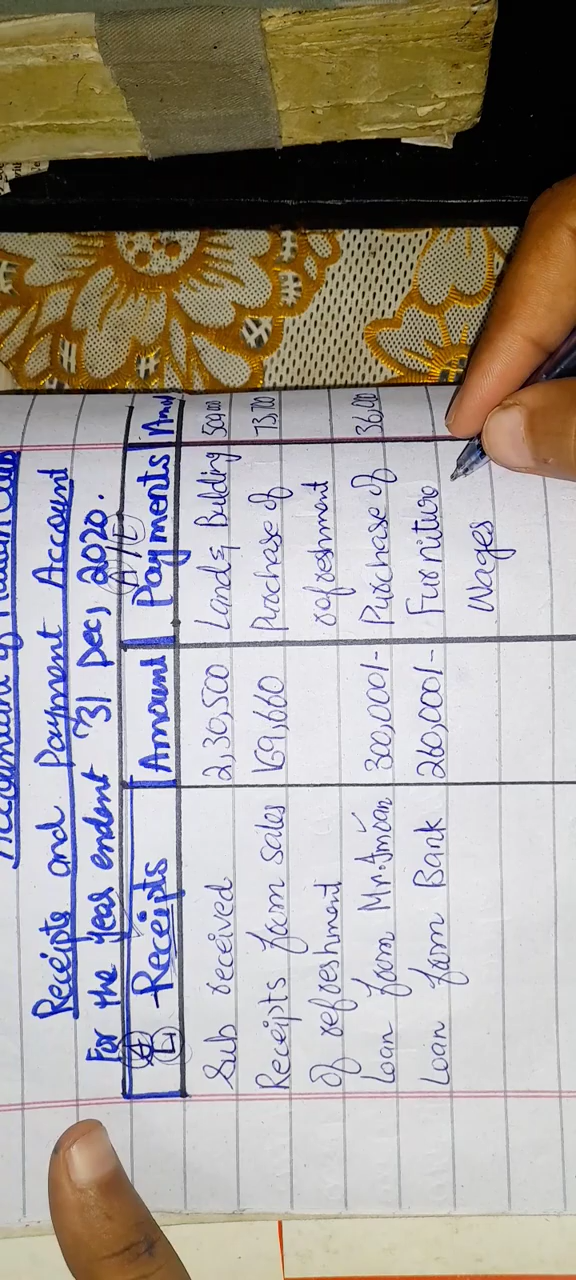 Receipts and Payment Account
For the year endent 31 Dec, 2020.
Receipts Amount Payments
Sub received 2,30,500 Land & Building
Receipts from sales 169,660 Purchase of
of refreshment refreshment
Loan from Mr. Imran 300,000/- Purchase of 36,000
Loan from Bank 260,000/- Furniture
Wages